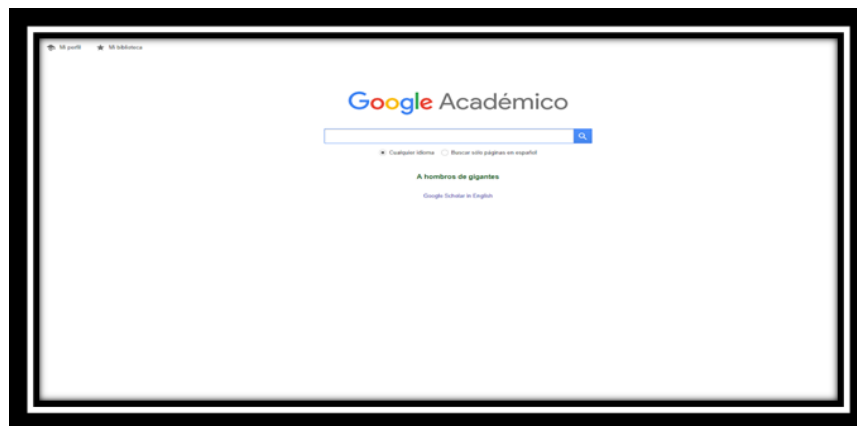 Mi perfil Mi biblioteca
Google Académico
Cualquier idioma Buscar sólo páginas en español
A hombros de gigantes
Google Scholar in English